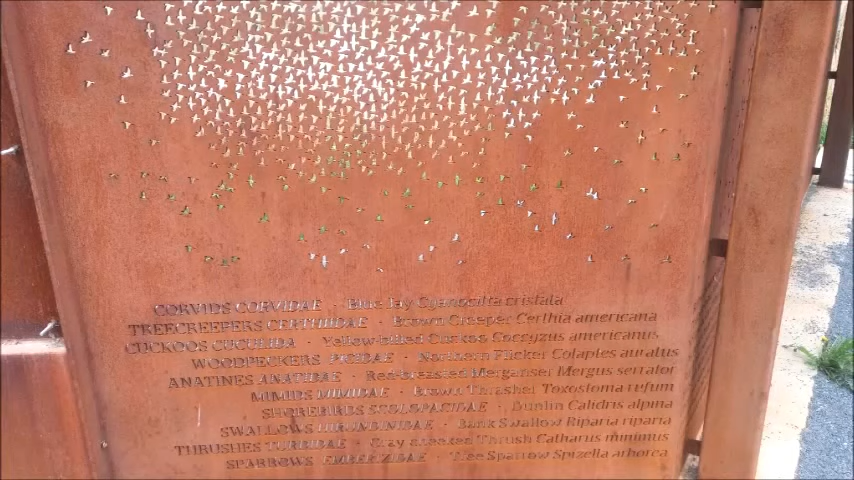 CORVIDS CORVIDAE · Blue Jay Cyanocitta cristata
TREECREEPERS CERTHIIDAE · Brown Creeper Certhia americana
CUCKOOS CUCULIDA · Yellow-billed Cuckoo Coccyzus americanus
WOODPECKERS PICIDAE · Northern Flicker Colaptes auratus
ANATINES ANATIDAE · Red-breasted Merganser Mergus serrator
MIMIDS MIMIDAE · Brown Thrasher Toxostoma rufum
SHOREBIRDS SCOLOPACIDAE · Dunlin Calidris alpina
SWALLOWS HIRUNDINIDAE · Bank Swallow Riparia riparia
THRUSHES TURDIDAE · Gray-cheeked Thrush Catharus minimus
SPARROWS EMBERIZIDAE · Tree Sparrow Spizella arborea